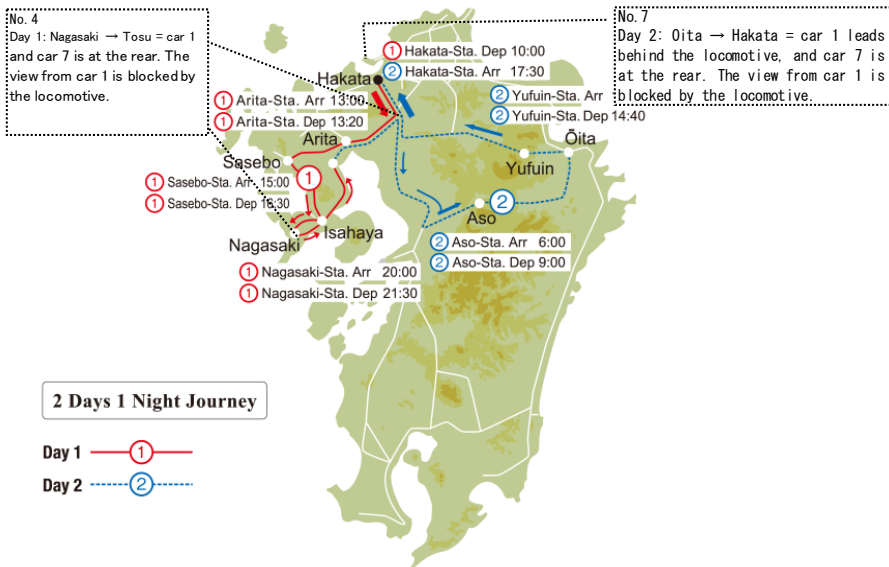 No. 4
Day 1: Nagasaki → Tosu = car 1
and car 7 is at the rear. The
view from car 1 is blocked by
the locomotive.
No. 7
Day 2: Oita → Hakata = car 1 leads
behind the locomotive, and car 7 is
at the rear. The view from car 1 is
blocked by the locomotive.
① Hakata-Sta. Dep 10:00
② Hakata-Sta. Arr 17:30
Hakata
① Arita-Sta. Arr 13:00
① Arita-Sta. Dep 13:20
② Yufuin-Sta. Arr
② Yufuin-Sta. Dep 14:40
Arita
Ōita
Sasebo
Yufuin
① Sasebo-Sta. Arr 15:00
① Sasebo-Sta. Dep 16:30
①
②
Aso
Isahaya
Nagasaki
② Aso-Sta. Arr 6:00
② Aso-Sta. Dep 9:00
① Nagasaki-Sta. Arr 20:00
① Nagasaki-Sta. Dep 21:30
2 Days 1 Night Journey
Day 1 ①
Day 2 ②